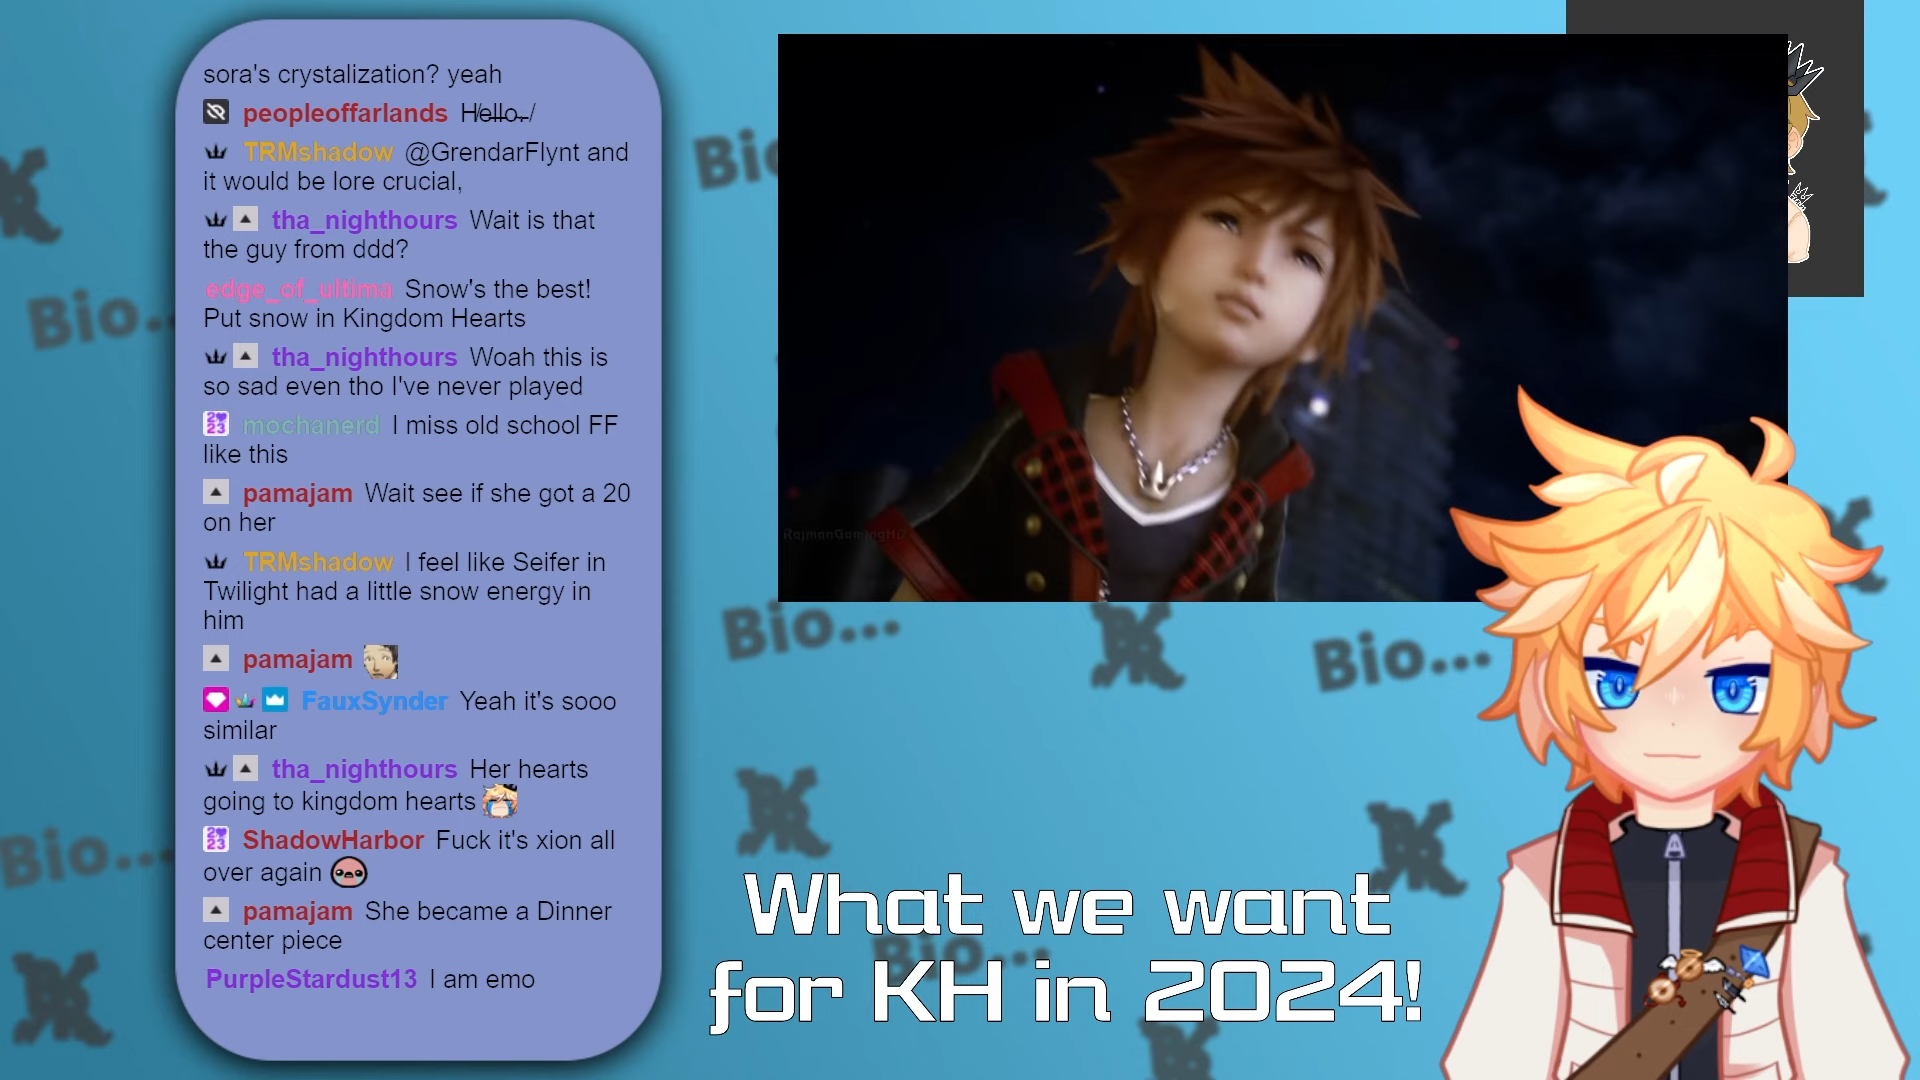 sora's crystalization? yeah
peopleoffarlands Hello. /
TRMshadow @GrendarFlynt and
it would be lore crucial,
tha_nighthours Wait is that
the guy from ddd?
edge_of_ultima Snow's the best!
Put snow in Kingdom Hearts
tha_nighthours Woah this is
so sad even tho I've never played
mochanerd I miss old school FF
like this
pamajam Wait see if she got a 20
on her
TRMshadow I feel like Seifer in
Twilight had a little snow energy in
him
pamajam
FauxSynder Yeah it's sooo
similar
tha_nighthours Her hearts
going to kingdom hearts
ShadowHarbor Fuck it's xion all
over again
pamajam She became a Dinner
center piece
PurpleStardust13 I am emo
Bio...
Bio...
Bio
Bio...
Bio...
Bio...
What we want
for KH in 2024!